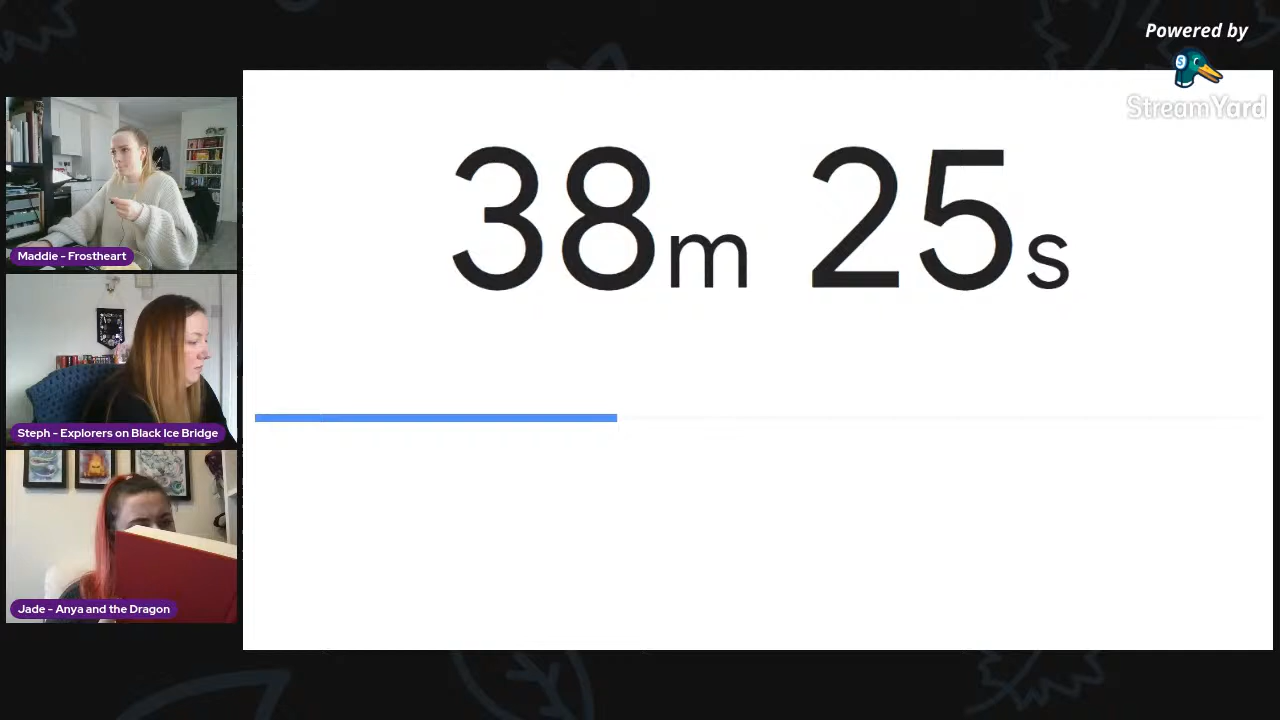 Powered by
StreamYard
38m 25s
Maddie - Frostheart
Steph - Explorers on Black Ice Bridge
Jade - Anya and the Dragon